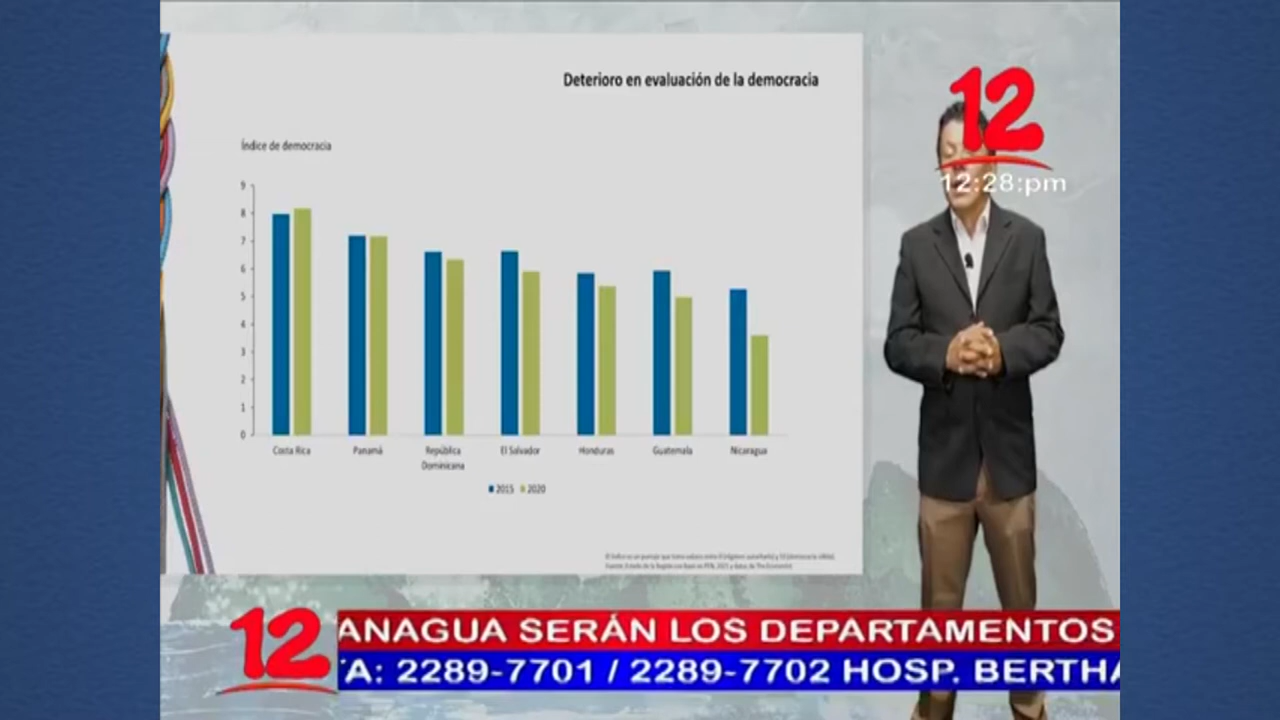 Deterioro en evaluación de la democracia
Índice de democracia
9
8
7
6
5
4
3
2
1
0
Costa Rica
Panamá
República
Dominicana
El Salvador
Honduras
Guatemala
Nicaragua
2015 2020
12
12:28:pm
12
ANAGUA SERÁN LOS DEPARTAMENTOS
TA: 2289-7701 / 2289-7702 HOSP. BERTHA